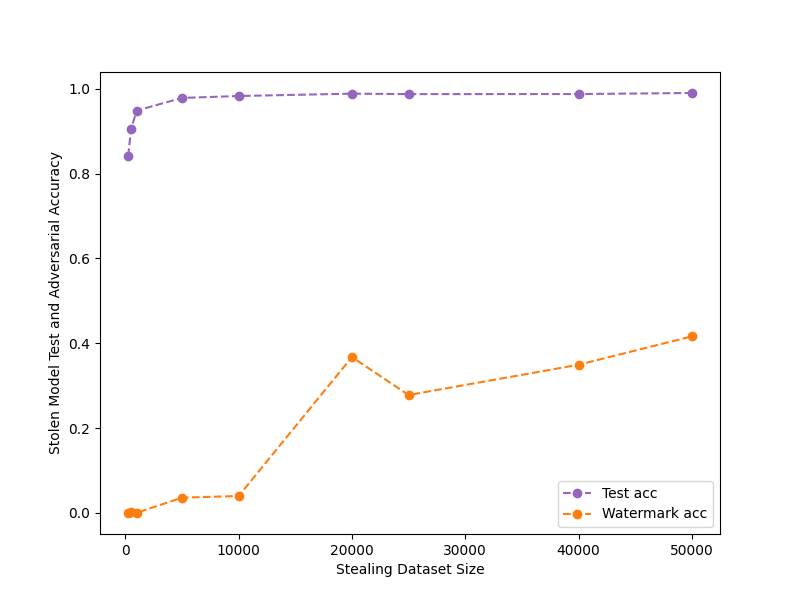 1.0
0.8
0.6
0.4
0.2
0.0
Stolen Model Test and Adversarial Accuracy
Test acc
Watermark acc
0 10000 20000 30000 40000 50000
Stealing Dataset Size